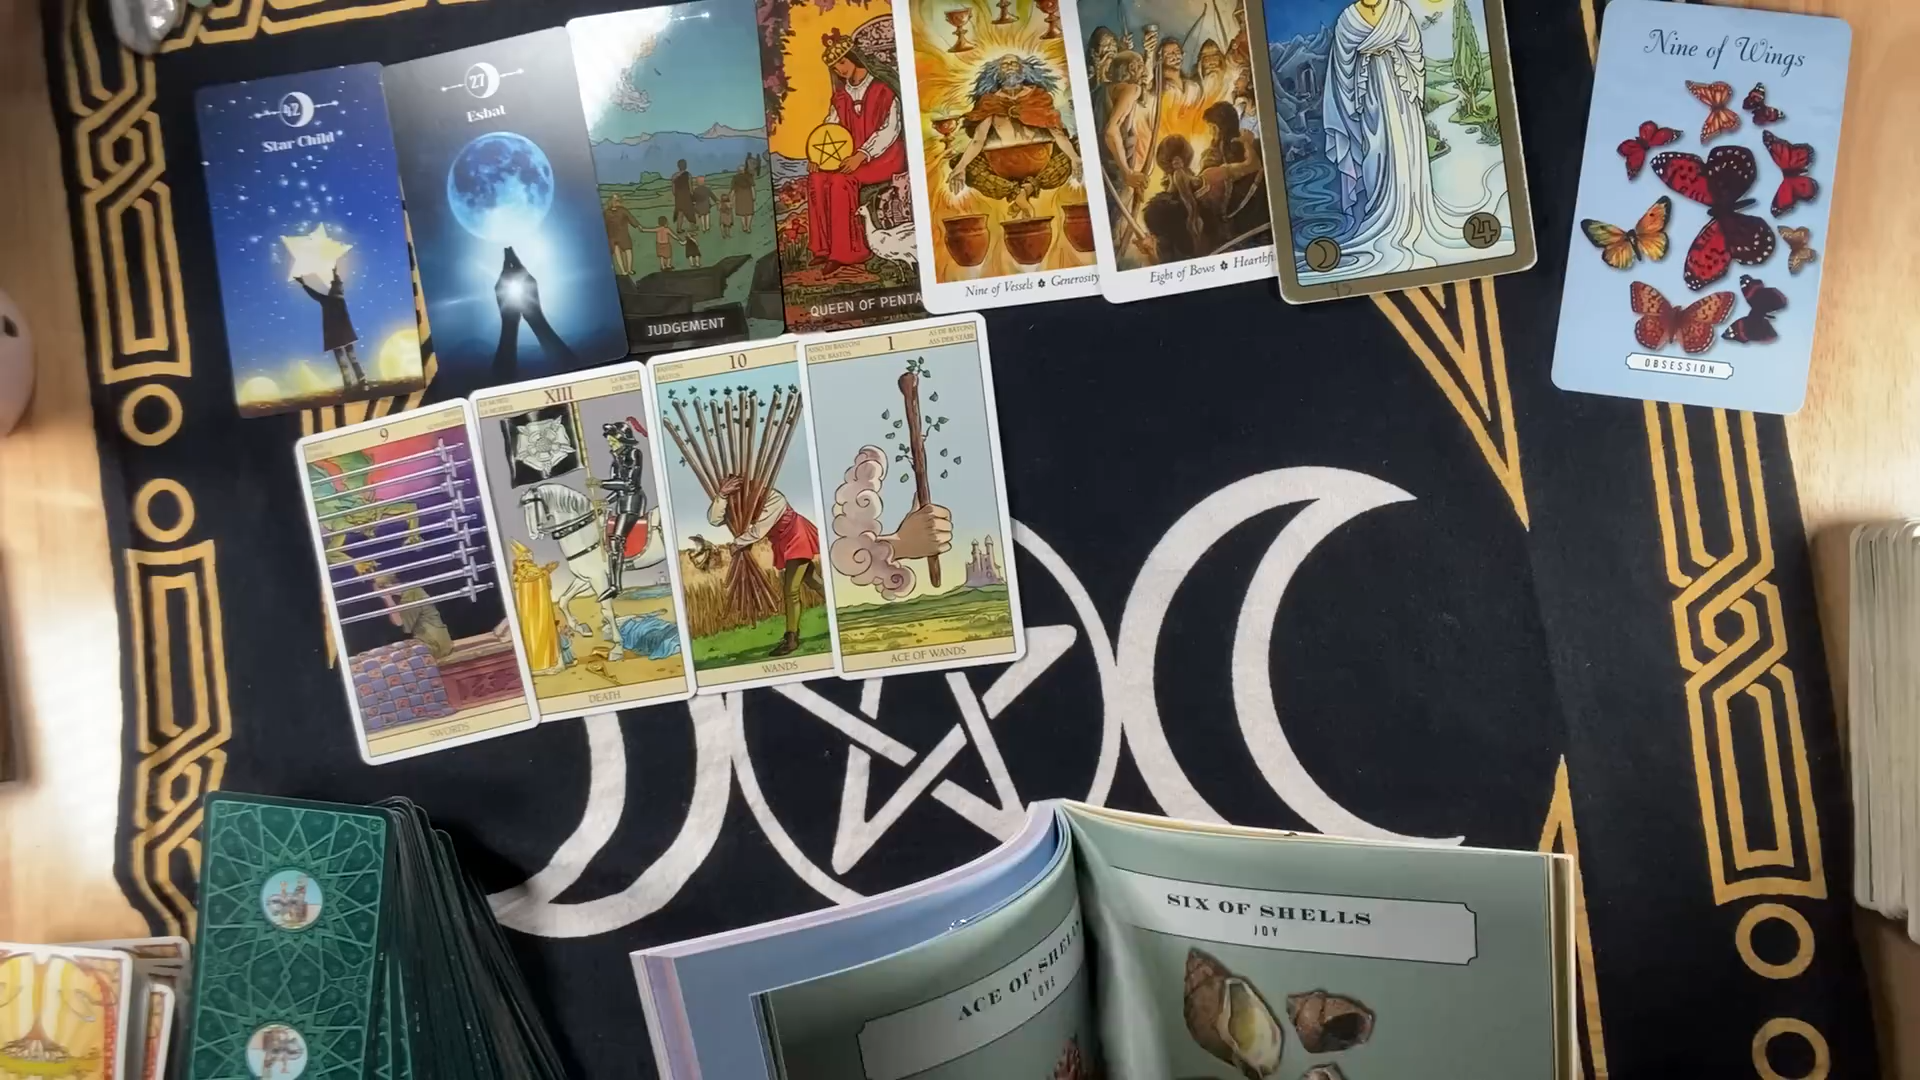 42
Star Child
27
Esbat
JUDGEMENT
QUEEN OF PENTA
Nine of Vessels Generosity
Eight of Bows Hearthfi
4
Nine of Wings
OBSESSION
9
SWORDS
XIII
DEATH
10
WANDS
1
ACE OF WANDS
ACE OF SHELL
LOVE
SIX OF SHELLS
JOY